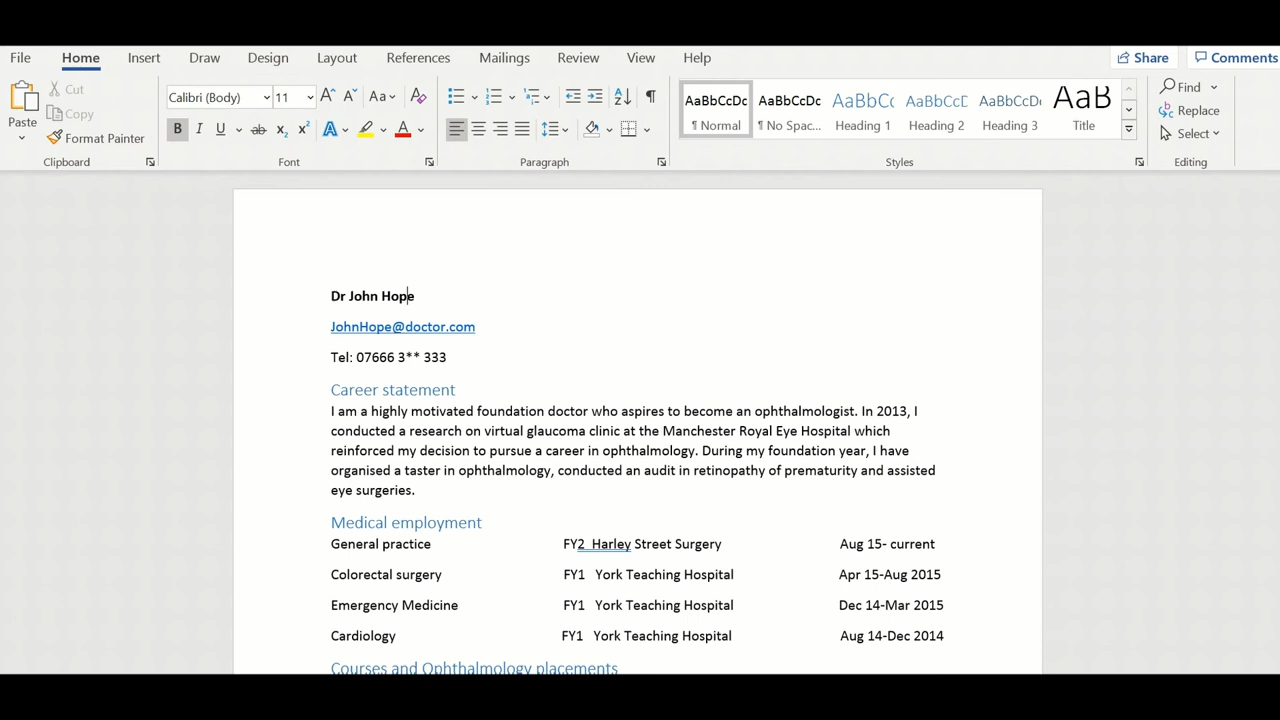 File Home Insert Draw Design Layout References Mailings Review View Help Share Comments
Paste Cut Copy Format Painter
Calibri (Body) 11 Aa
B I U ab x₂ x² A A
AaBbCcDc AaBbCcDc AaBbCc AaBbCcD AaBbCcDc AaB
¶ Normal ¶ No Spac... Heading 1 Heading 2 Heading 3 Title
Find
Replace
Select
Clipboard Font Paragraph Styles Editing
Dr John Hope
JohnHope@doctor.com
Tel: 07666 3** 333
Career statement
I am a highly motivated foundation doctor who aspires to become an ophthalmologist. In 2013, I
conducted a research on virtual glaucoma clinic at the Manchester Royal Eye Hospital which
reinforced my decision to pursue a career in ophthalmology. During my foundation year, I have
organised a taster in ophthalmology, conducted an audit in retinopathy of prematurity and assisted
eye surgeries.
Medical employment
General practice FY2 Harley Street Surgery Aug 15- current
Colorectal surgery FY1 York Teaching Hospital Apr 15-Aug 2015
Emergency Medicine FY1 York Teaching Hospital Dec 14-Mar 2015
Cardiology FY1 York Teaching Hospital Aug 14-Dec 2014
Courses and Ophthalmology placements